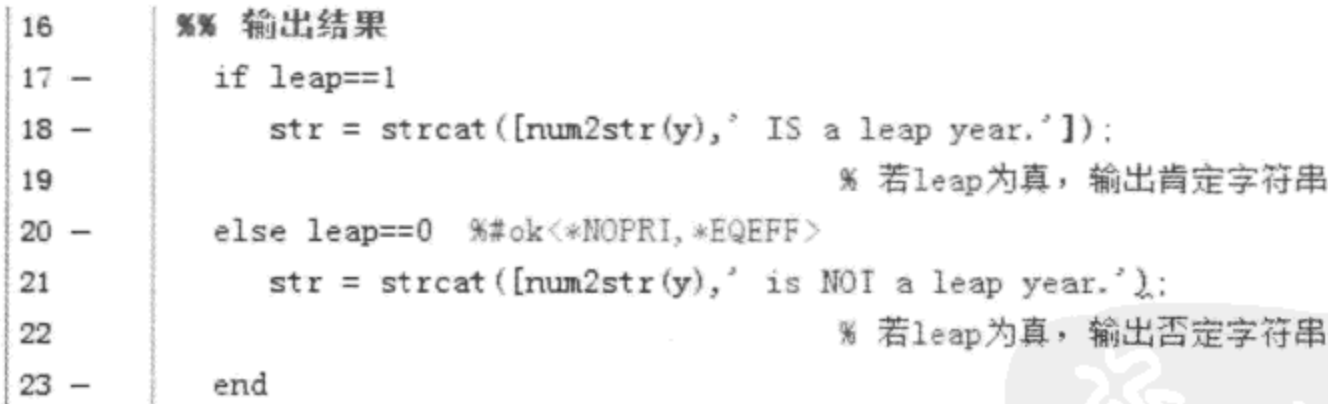 16 %% 输出结果
17 — if leap==1
18 — str = strcat([num2str(y),' IS a leap year.']);
19 % 若leap为真，输出肯定字符串
20 — else leap==0 %#ok<*NOPRI,*EQEFF>
21 str = strcat([num2str(y),' is NOT a leap year.');
22 % 若leap为真，输出否定字符串
23 — end